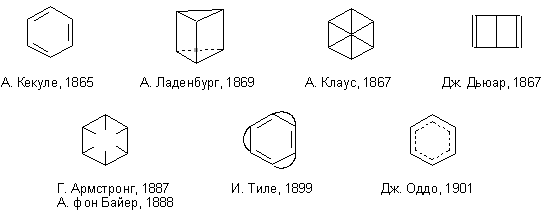 А. Кекуле, 1865
А. Ладенбург, 1869
А. Клаус, 1867
Дж. Дьюар, 1867
Г. Армстронг, 1887
А. фон Байер, 1888
И. Тиле, 1899
Дж. Оддо, 1901